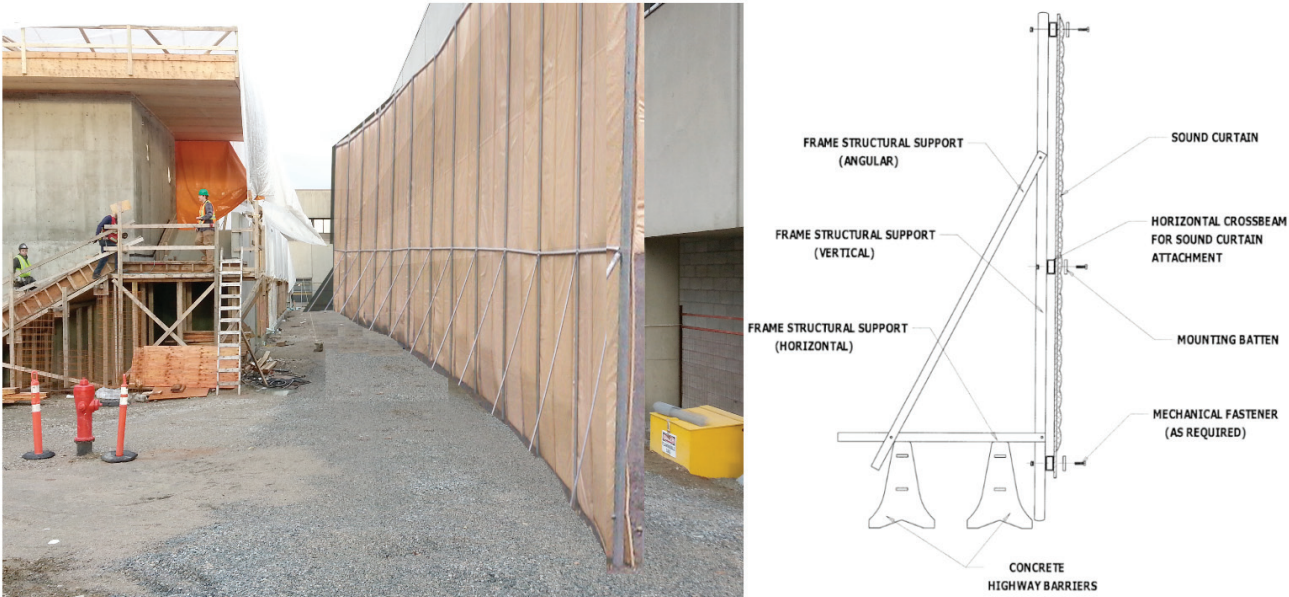 FRAME STRUCTURAL SUPPORT
(ANGULAR)
SOUND CURTAIN
FRAME STRUCTURAL SUPPORT
(VERTICAL)
HORIZONTAL CROSSBEAM
FOR SOUND CURTAIN
ATTACHMENT
FRAME STRUCTURAL SUPPORT
(HORIZONTAL)
MOUNTING BATTEN
MECHANICAL FASTENER
(AS REQUIRED)
CONCRETE
HIGHWAY BARRIERS